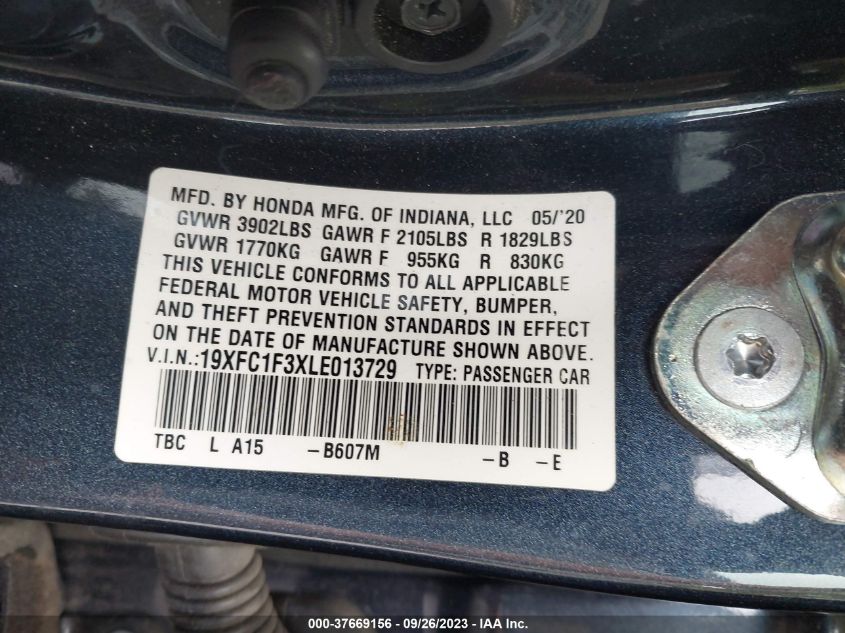 MFD. BY HONDA MFG. OF INDIANA, LLC 05/'20
GVWR 3902LBS GAWR F 2105LBS R 1829LBS
GVWR 1770KG GAWR F 955KG R 830KG
THIS VEHICLE CONFORMS TO ALL APPLICABLE
FEDERAL MOTOR VEHICLE SAFETY, BUMPER,
AND THEFT PREVENTION STANDARDS IN EFFECT
ON THE DATE OF MANUFACTURE SHOWN ABOVE.
V.I.N.:19XFC1F3XLE013729 TYPE: PASSENGER CAR
TBC L A15 -B607M -B -E
000-37669156 - 09/26/2023 - © IAA Inc.